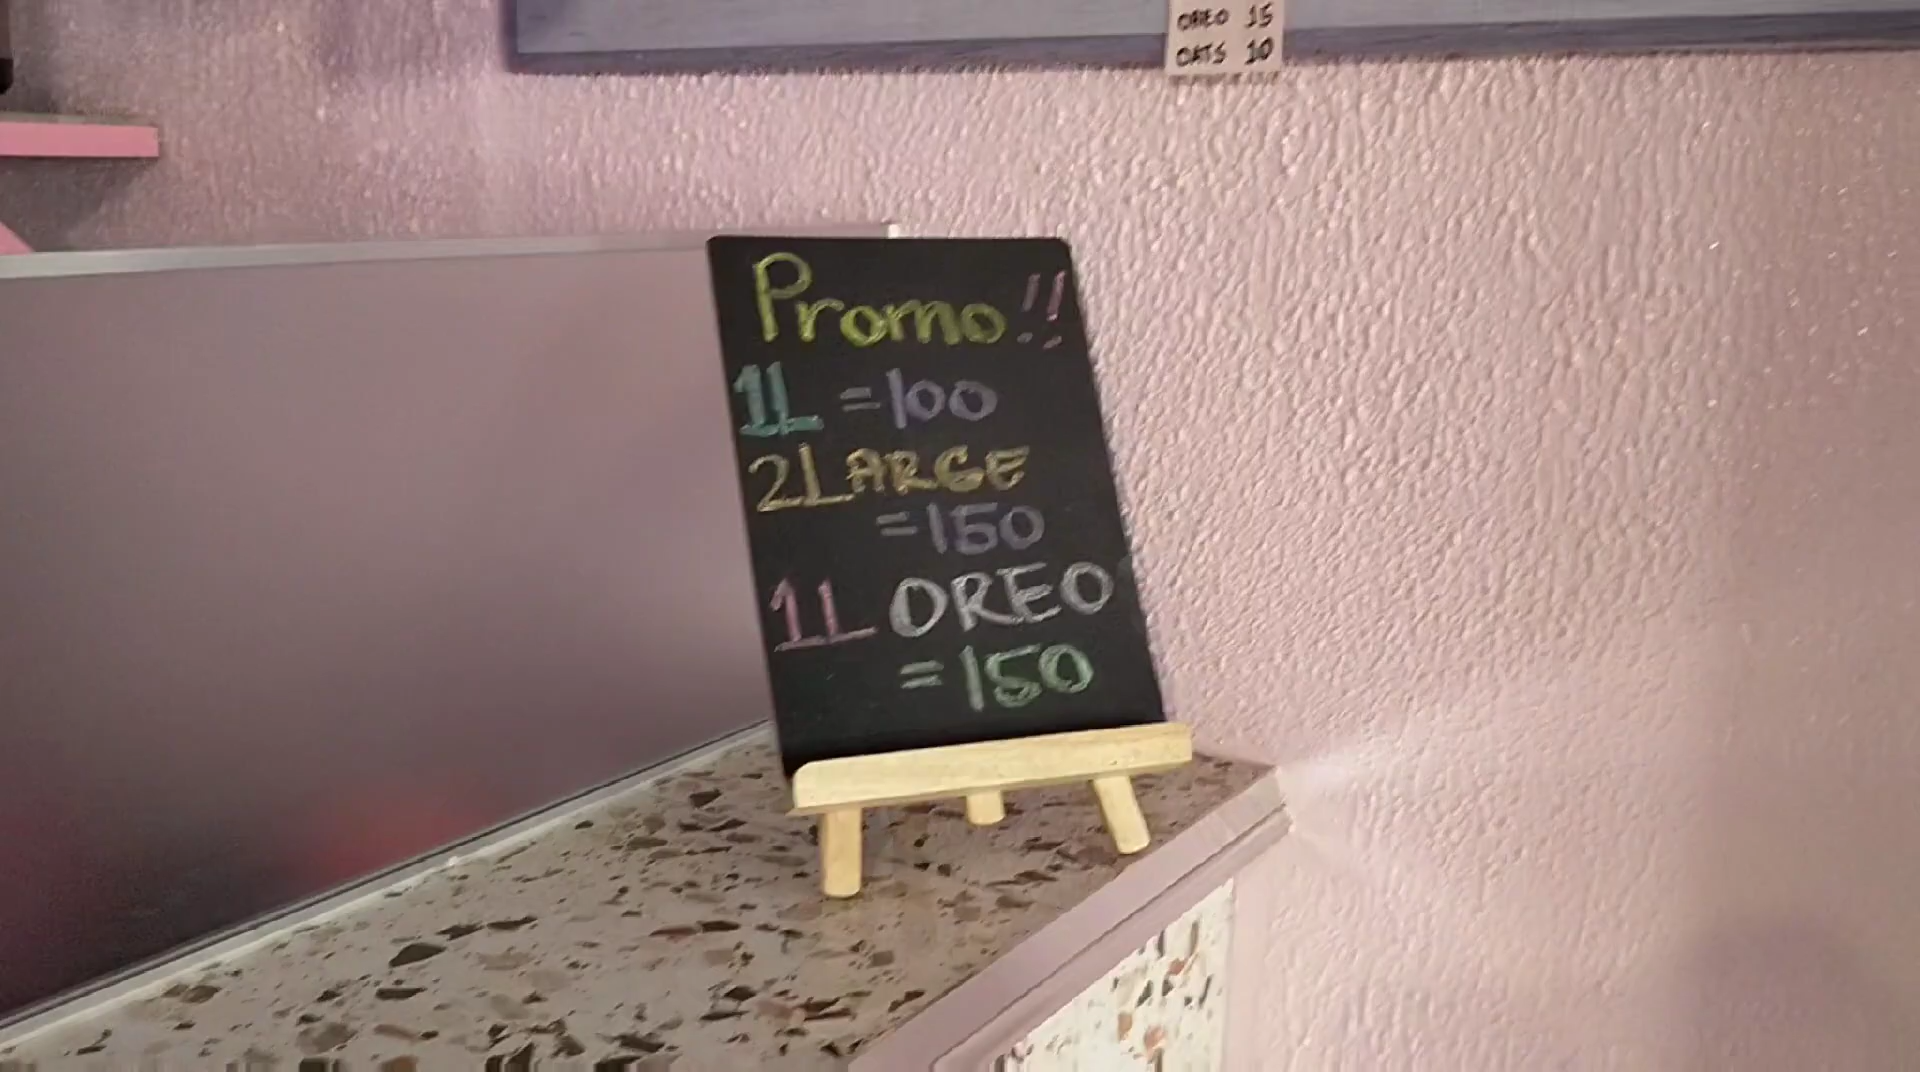 OREO 15
OATS 10
Promo!!
1L =100
2LARGE
=150
1L OREO
=150